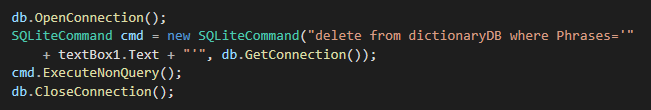 db.OpenConnection();
SQLiteCommand cmd = new SQLiteCommand("delete from dictionaryDB where Phrases='"
+ textBox1.Text + "'", db.GetConnection());
cmd.ExecuteNonQuery();
db.CloseConnection();